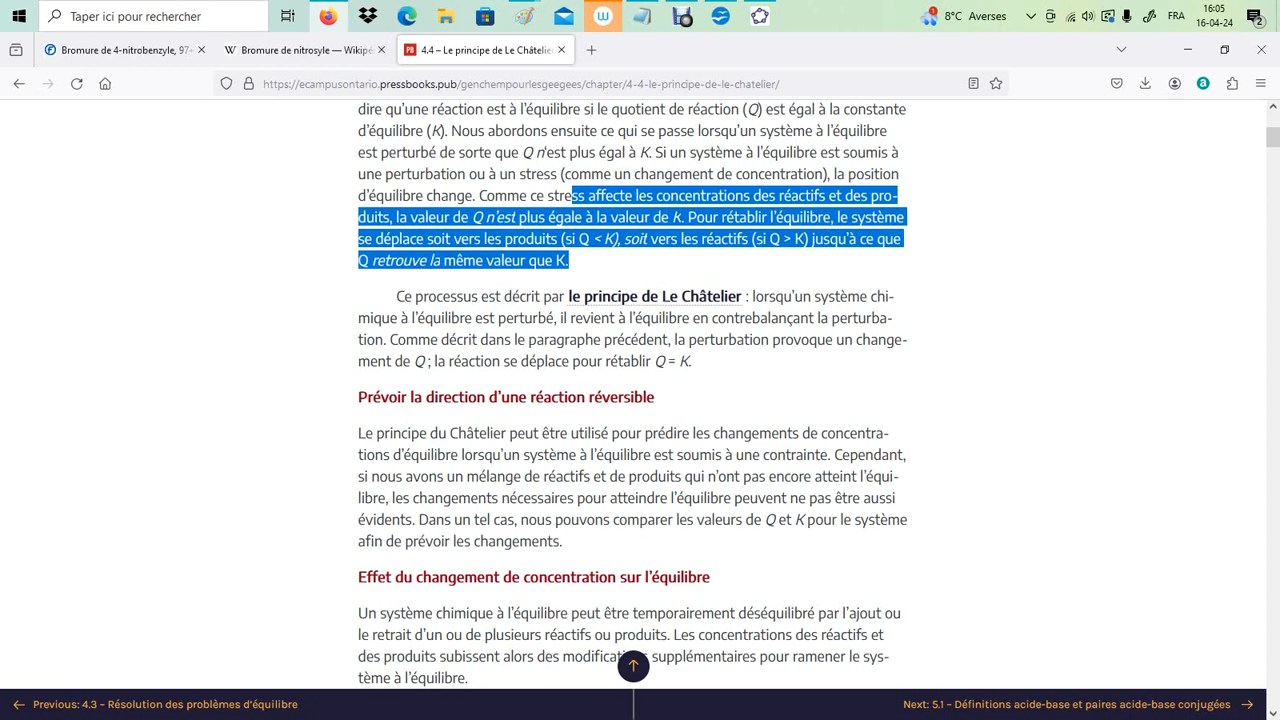 Taper ici pour rechercher
8°C Averses
FRA
16:05
16-04-24
2
Bromure de 4-nitrobenzyle, 97+
Bromure de nitrosyle — Wikipé
4.4 – Le principe de Le Châtelie
https://ecampusontario.pressbooks.pub/genchempourlesgeegees/chapter/4-4-le-principe-de-le-chatelier/
dire qu'une réaction est à l'équilibre si le quotient de réaction (Q) est égal à la constante
d'équilibre (K). Nous abordons ensuite ce qui se passe lorsqu'un système à l'équilibre
est perturbé de sorte que Q n'est plus égal à K. Si un système à l'équilibre est soumis à
une perturbation ou à un stress (comme un changement de concentration), la position
d'équilibre change. Comme ce stress affecte les concentrations des réactifs et des pro-
duits, la valeur de Q n'est plus égale à la valeur de K. Pour rétablir l'équilibre, le système
se déplace soit vers les produits (si Q < K), soit vers les réactifs (si Q > K) jusqu'à ce que
Q retrouve la même valeur que K.
Ce processus est décrit par le principe de Le Châtelier : lorsqu'un système chi-
mique à l'équilibre est perturbé, il revient à l'équilibre en contrebalançant la perturba-
tion. Comme décrit dans le paragraphe précédent, la perturbation provoque un change-
ment de Q ; la réaction se déplace pour rétablir Q = K.
Prévoir la direction d'une réaction réversible
Le principe du Châtelier peut être utilisé pour prédire les changements de concentra-
tions d'équilibre lorsqu'un système à l'équilibre est soumis à une contrainte. Cependant,
si nous avons un mélange de réactifs et de produits qui n'ont pas encore atteint l'équi-
libre, les changements nécessaires pour atteindre l'équilibre peuvent ne pas être aussi
évidents. Dans un tel cas, nous pouvons comparer les valeurs de Q et K pour le système
afin de prévoir les changements.
Effet du changement de concentration sur l'équilibre
Un système chimique à l'équilibre peut être temporairement déséquilibré par l'ajout ou
le retrait d'un ou de plusieurs réactifs ou produits. Les concentrations des réactifs et
des produits subissent alors des modifications supplémentaires pour ramener le sys-
tème à l'équilibre.
Previous: 4.3 – Résolution des problèmes d'équilibre
Next: 5.1 – Définitions acide-base et paires acide-base conjugées